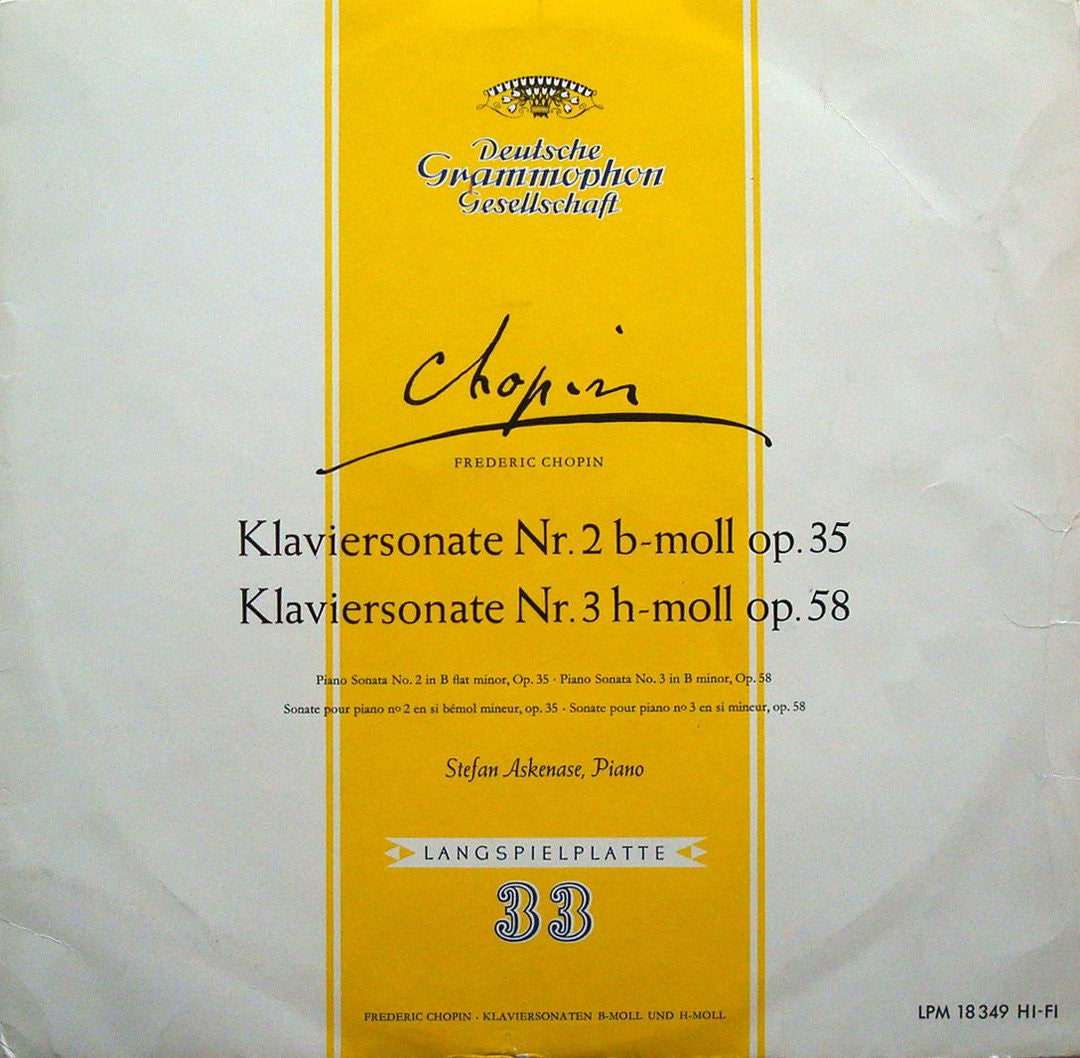 Deutsche
Grammophon
Gesellschaft
Chopin
FREDERIC CHOPIN
Klaviersonate Nr. 2 b-moll op. 35
Klaviersonate Nr. 3 h-moll op. 58
Piano Sonata No. 2 in B flat minor, Op. 35 · Piano Sonata No. 3 in B minor, Op. 58
Sonate pour piano no 2 en si bémol mineur, op. 35 · Sonate pour piano no 3 en si mineur, op. 58
Stefan Askenase, Piano
LANGSPIELPLATTE
33
FREDERIC CHOPIN · KLAVIERSONATEN B-MOLL UND H-MOLL
LPM 18 349 HI-FI